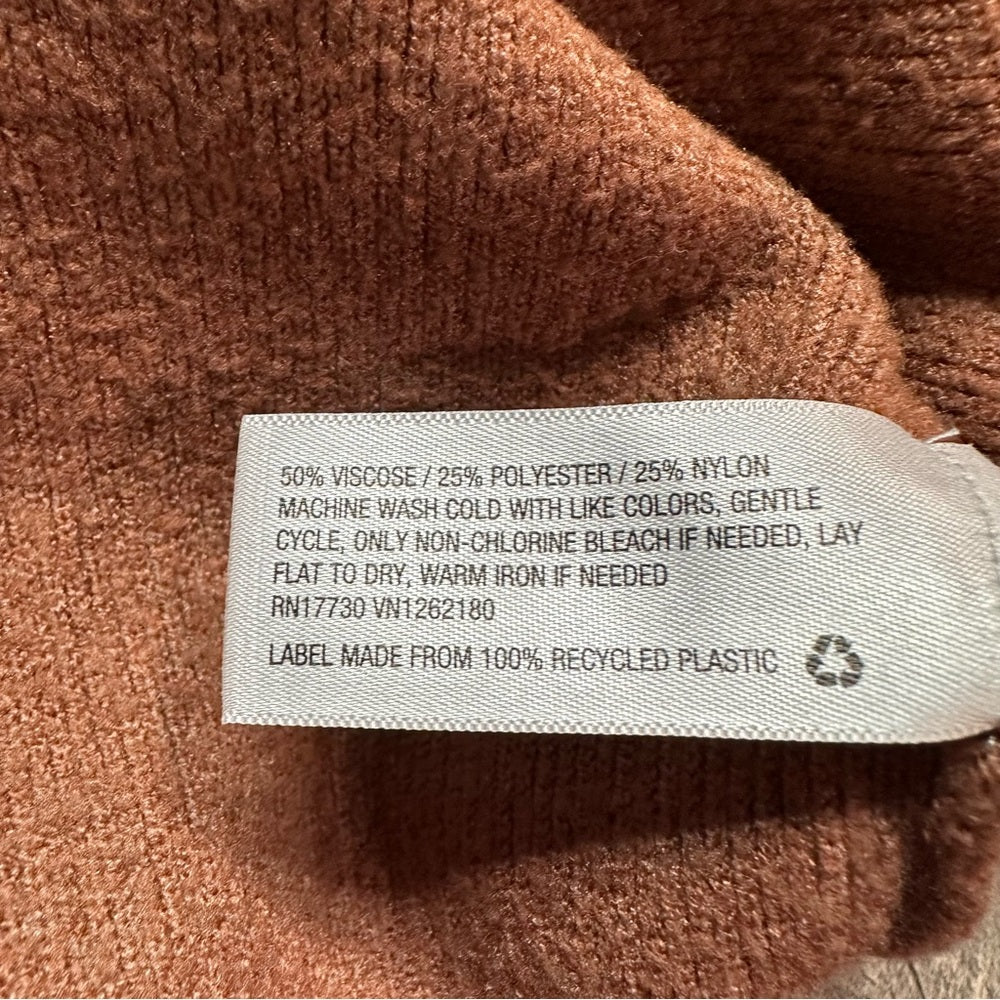 50% VISCOSE / 25% POLYESTER / 25% NYLON
MACHINE WASH COLD WITH LIKE COLORS, GENTLE
CYCLE, ONLY NON-CHLORINE BLEACH IF NEEDED, LAY
FLAT TO DRY, WARM IRON IF NEEDED
RN17730 VN1262180
LABEL MADE FROM 100% RECYCLED PLASTIC